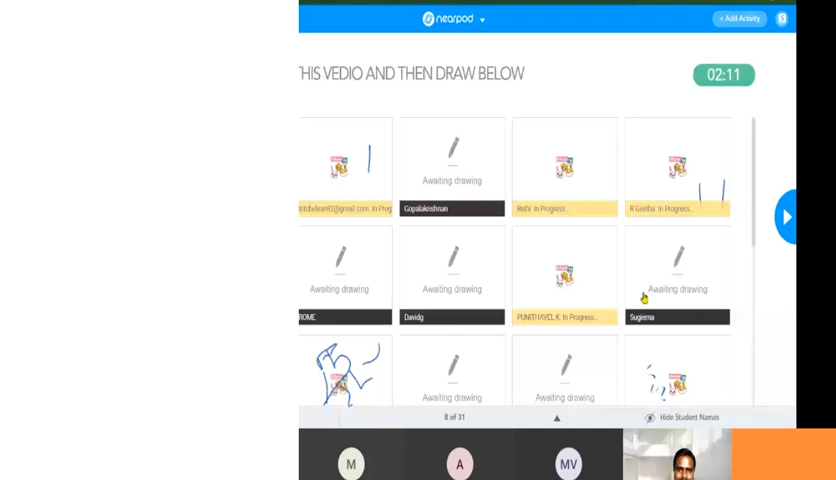 nearpod
+ Add Activity
S
THIS VEDIO AND THEN DRAW BELOW
02:11
Awaiting drawing
Gopalakrishnan
In Progress..
R Geetha In Progress..
Awaiting drawing
Awaiting drawing
Awaiting drawing
ROME
Davidg
PUNITHAVEL.K. In Progress..
Sugiema
Awaiting drawing
Awaiting drawing
8 of 31
Hide Student Names
M
A
MV